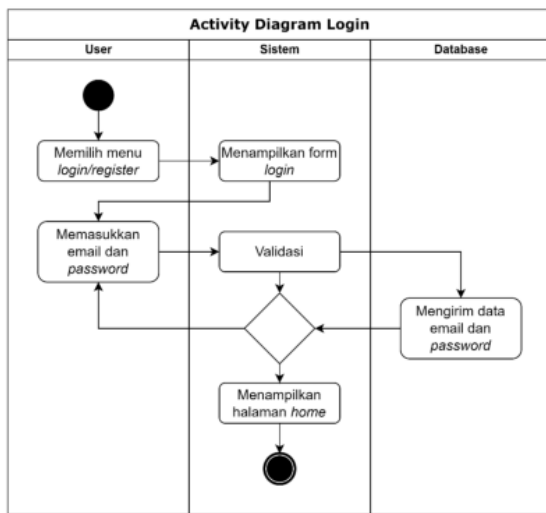 Activity Diagram Login
User
Sistem
Database
Memilih menu
login/register
Menampilkan form
login
Memasukkan
email dan
password
Validasi
Mengirim data
email dan
password
Menampilkan
halaman home